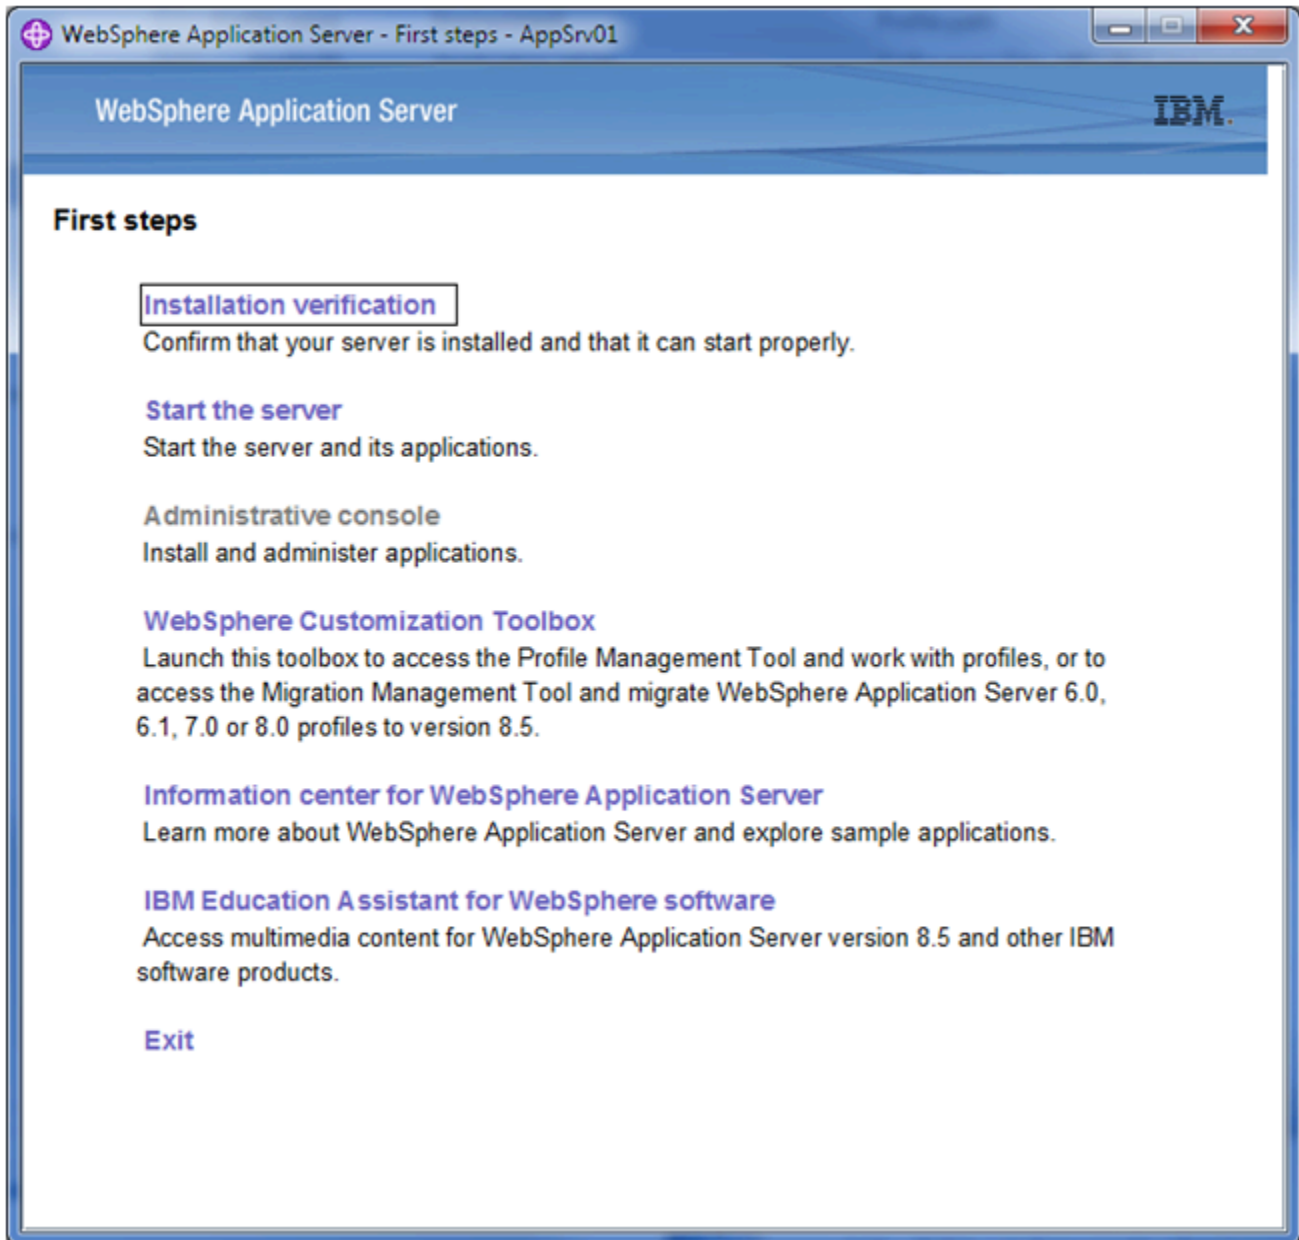 WebSphere Application Server - First steps - AppSrv01
WebSphere Application Server
IBM.
First steps
Installation verification
Confirm that your server is installed and that it can start properly.
Start the server
Start the server and its applications.
Administrative console
Install and administer applications.
WebSphere Customization Toolbox
Launch this toolbox to access the Profile Management Tool and work with profiles, or to
access the Migration Management Tool and migrate WebSphere Application Server 6.0,
6.1, 7.0 or 8.0 profiles to version 8.5.
Information center for WebSphere Application Server
Learn more about WebSphere Application Server and explore sample applications.
IBM Education Assistant for WebSphere software
Access multimedia content for WebSphere Application Server version 8.5 and other IBM
software products.
Exit